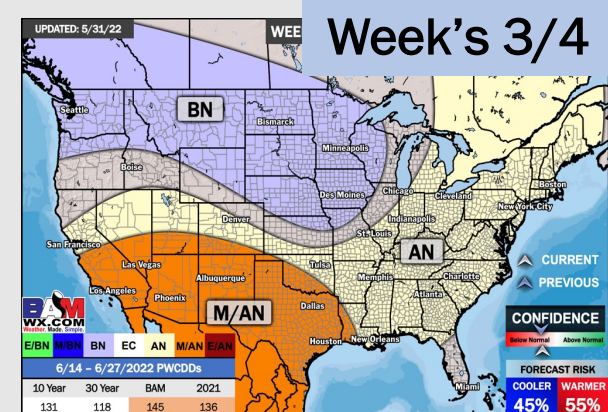 UPDATED: 5/31/22
WEE
Week's 3/4
Seattle
BN
Bismarck
Minneapolis
Boise
Des Moines
Chicago
Cleveland
Boston
New York City
Denver
Indianapolis
St. Louis
San Francisco
AN
Las Vegas
Tulsa
Memphis
Charlotte
CURRENT
Albuquerque
Atlanta
PREVIOUS
Los Angeles
Phoenix
M/AN
Dallas
BAM
WX.COM
Weather. Made. Simple.
Houston
New Orleans
CONFIDENCE
Below Normal Above Normal
E/BN M/BN BN EC AN M/AN E/AN
6/14 – 6/27/2022 PWCDDs
FORECAST RISK
10 Year 30 Year BAM 2021
Miami
COOLER WARMER
131 118 145 136
45% 55%